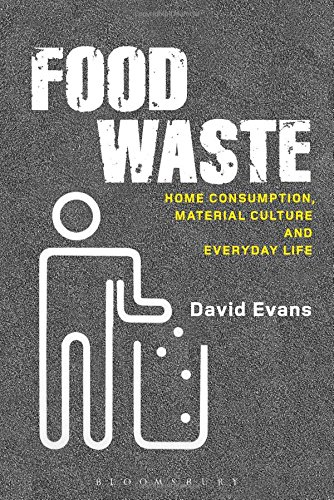 FOOD
WASTE
HOME CONSUMPTION,
MATERIAL CULTURE
AND
EVERYDAY LIFE
David Evans
BLOOMSBURY